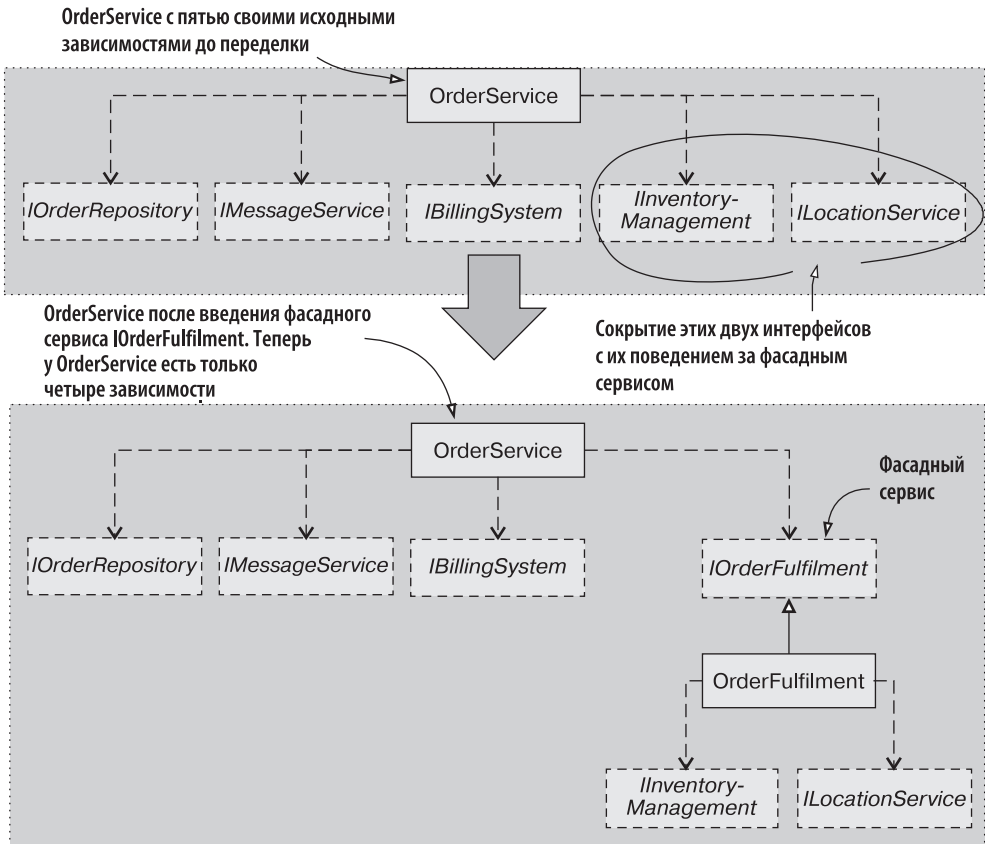 OrderService с пятью своими исходными
зависимостями до переделки
OrderService
IOrderRepository
IMessageService
IBillingSystem
IInventory-
Management
ILocationService
OrderService после введения фасадного
сервиса IOrderFulfilment. Теперь
у OrderService есть только
четыре зависимости
Сокрытие этих двух интерфейсов
с их поведением за фасадным
сервисом
OrderService
Фасадный
сервис
IOrderRepository
IMessageService
IBillingSystem
IOrderFulfilment
OrderFulfilment
IInventory-
Management
ILocationService